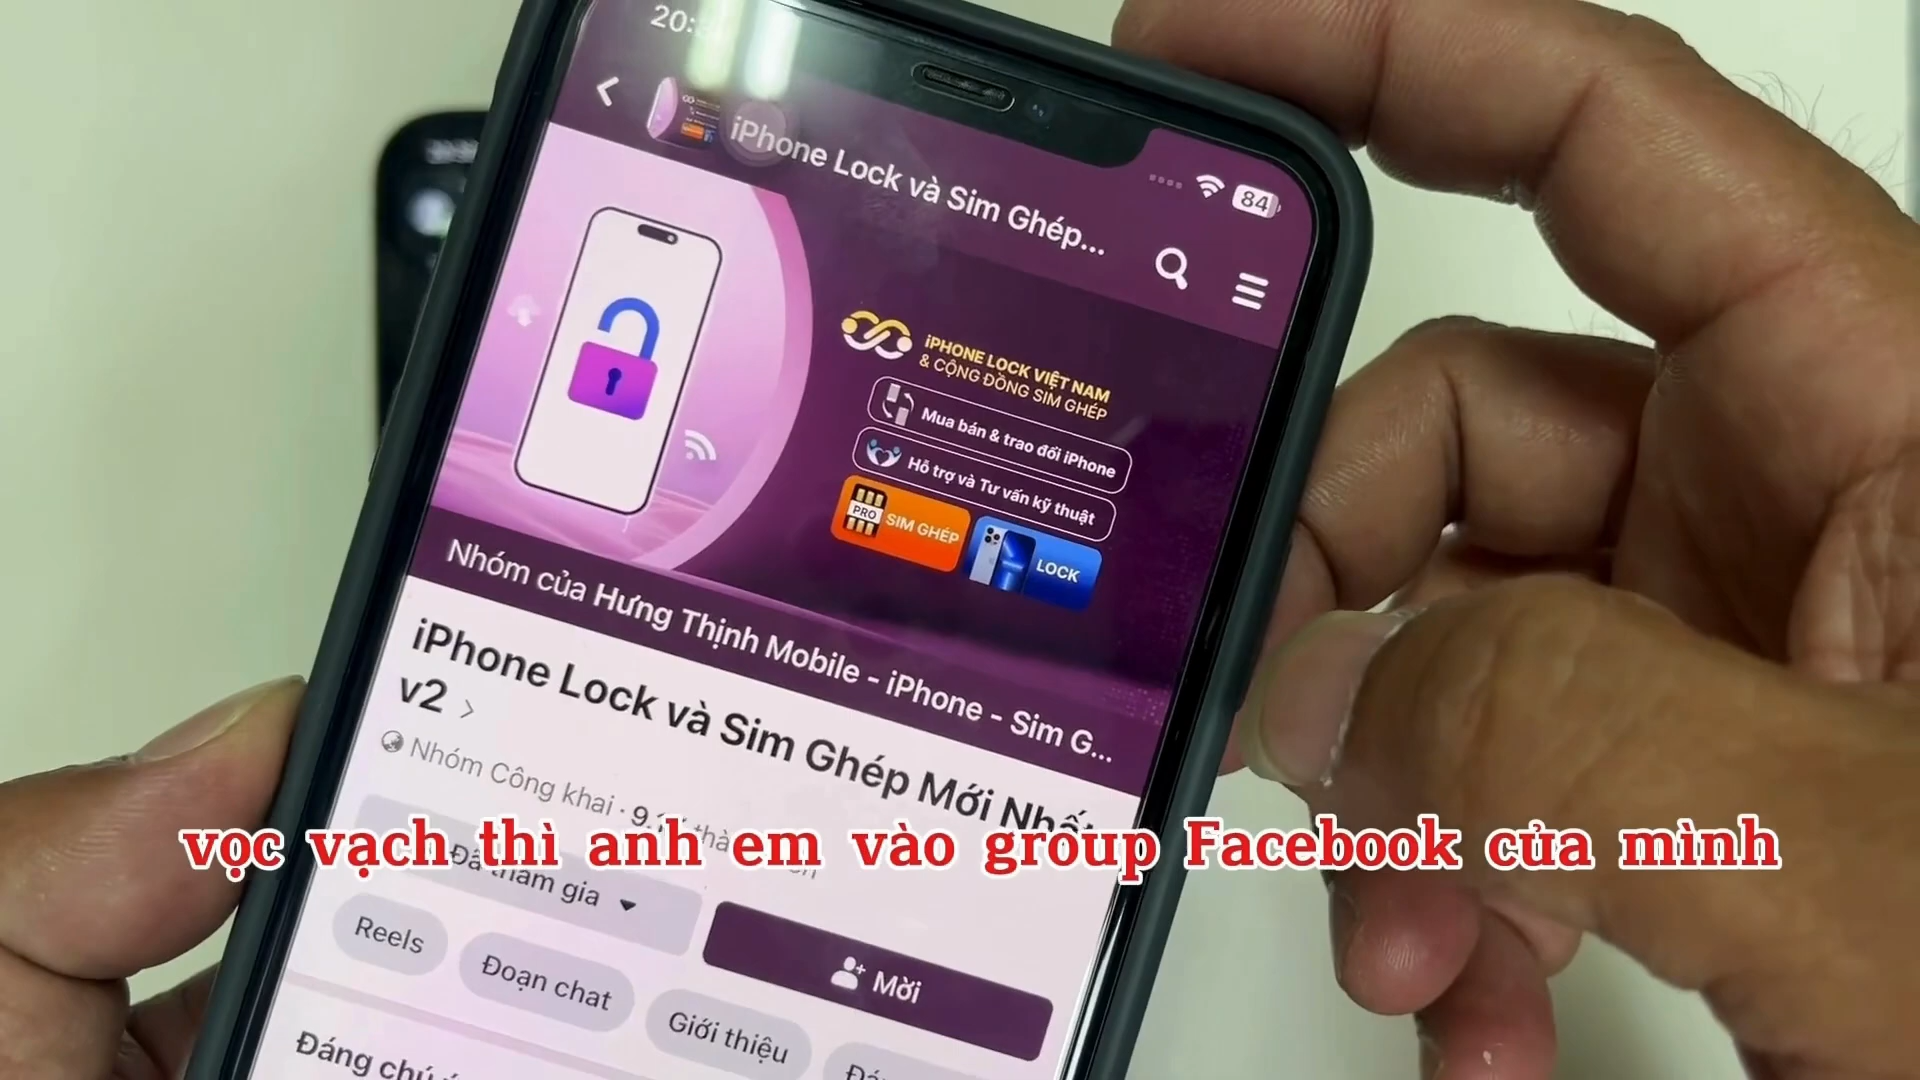 iPhone Lock và Sim Ghép...
84
iPHONE LOCK VIỆT NAM
& CỘNG ĐỒNG SIM GHÉP
Mua bán & trao đổi iPhone
Hỗ trợ và Tư vấn kỹ thuật
PRO
SIM GHÉP
LOCK
Nhóm của Hưng Thịnh Mobile - iPhone - Sim G...
iPhone Lock và Sim Ghép Mới Nhất
v2
Nhóm Công khai ·
vọc vạch thì anh em vào group Facebook của mình
Đã tham gia
Mời
Reels
Đoạn chat
Giới thiệu
Đáng chú